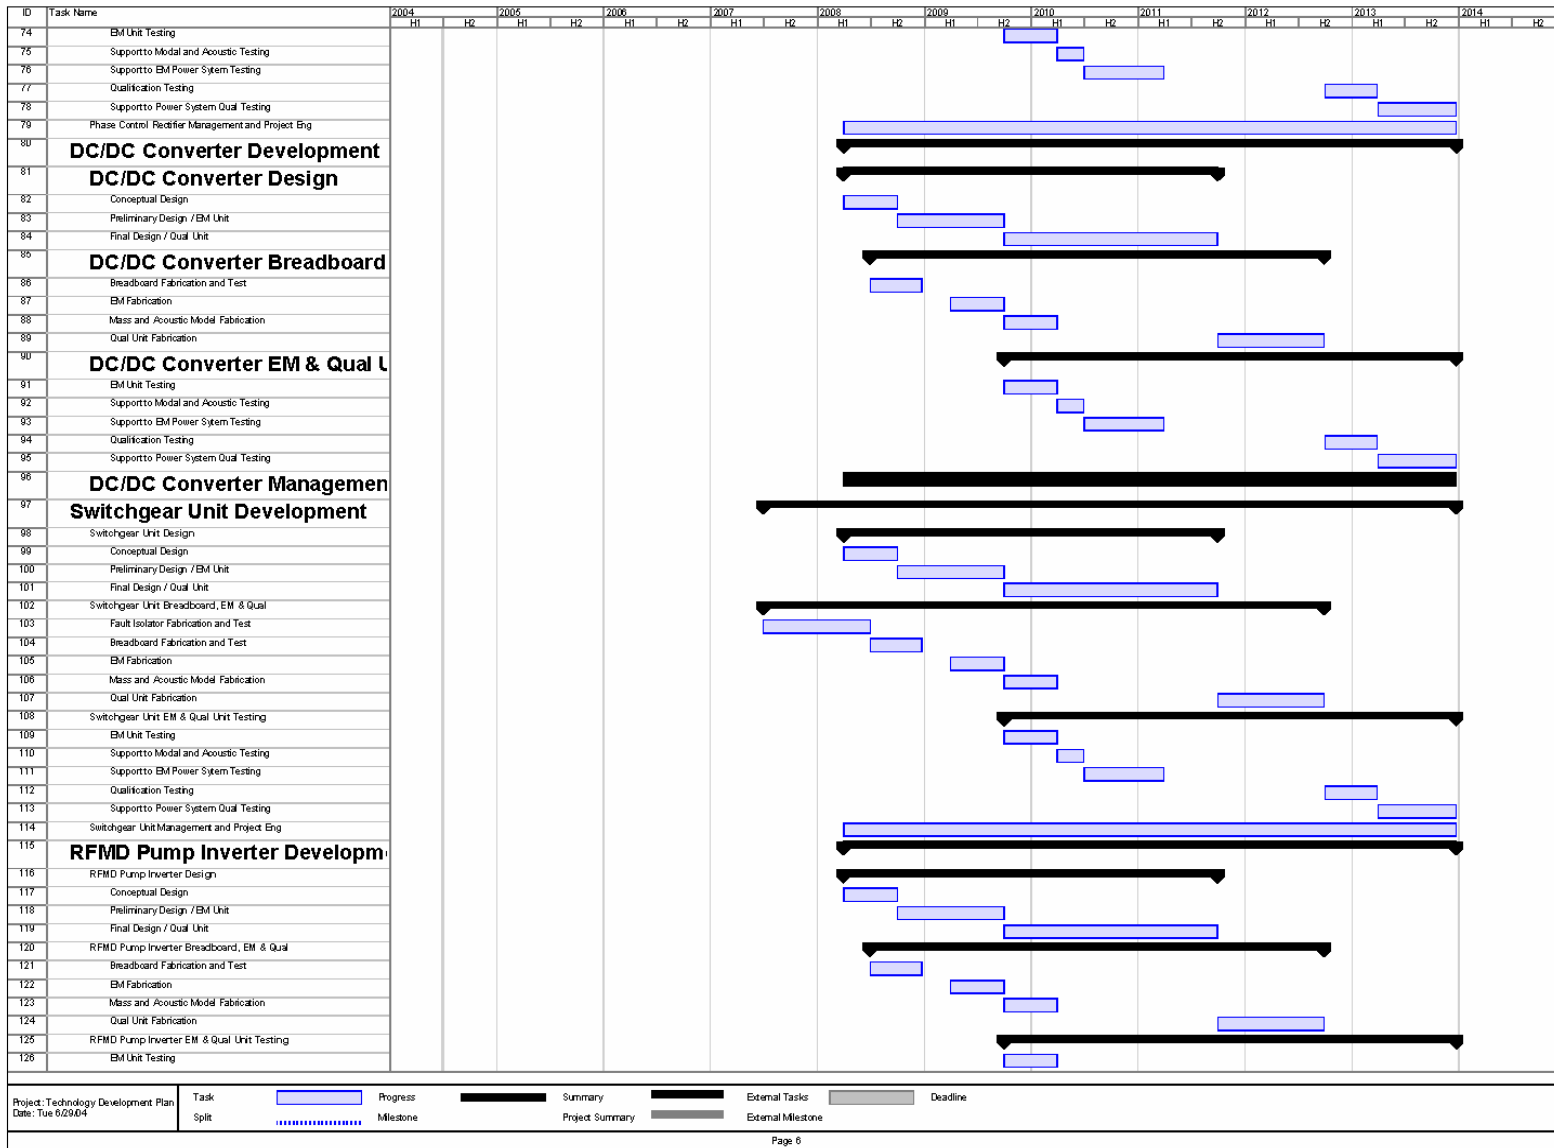 ID Task Name 2004 2005 2006 2007 2008 2009 2010 2011 2012 2013 2014
H1 H2 H1 H2 H1 H2 H1 H2 H1 H2 H1 H2 H1 H2 H1 H2 H1 H2 H1 H2 H1 H2
74 EM Unit Testing
75 Support to Modal and Acoustic Testing
76 Support to EM Power Sytem Testing
77 Qualification Testing
78 Support to Power System Qual Testing
79 Phase Control Rectifier Management and Project Eng
80 DC/DC Converter Development
81 DC/DC Converter Design
82 Conceptual Design
83 Preliminary Design / EM Unit
84 Final Design / Qual Unit
85 DC/DC Converter Breadboard
86 Breadboard Fabrication and Test
87 EM Fabrication
88 Mass and Acoustic Model Fabrication
89 Qual Unit Fabrication
90 DC/DC Converter EM & Qual U
91 EM Unit Testing
92 Support to Modal and Acoustic Testing
93 Support to EM Power Sytem Testing
94 Qualification Testing
95 Support to Power System Qual Testing
96 DC/DC Converter Managemen
97 Switchgear Unit Development
98 Switchgear Unit Design
99 Conceptual Design
100 Preliminary Design / EM Unit
101 Final Design / Qual Unit
102 Switchgear Unit Breadboard, EM & Qual
103 Fault Isolator Fabrication and Test
104 Breadboard Fabrication and Test
105 EM Fabrication
106 Mass and Acoustic Model Fabrication
107 Qual Unit Fabrication
108 Switchgear Unit EM & Qual Unit Testing
109 EM Unit Testing
110 Support to Modal and Acoustic Testing
111 Support to EM Power Sytem Testing
112 Qualification Testing
113 Support to Power System Qual Testing
114 Switchgear Unit Management and Project Eng
115 RFMD Pump Inverter Developm
116 RFMD Pump Inverter Design
117 Conceptual Design
118 Preliminary Design / EM Unit
119 Final Design / Qual Unit
120 RFMD Pump Inverter Breadboard, EM & Qual
121 Breadboard Fabrication and Test
122 EM Fabrication
123 Mass and Acoustic Model Fabrication
124 Qual Unit Fabrication
125 RFMD Pump Inverter EM & Qual Unit Testing
126 EM Unit Testing
Project: Technology Development Plan
Date: Tue 6/29/04
Task Progress Summary External Tasks Deadline
Split Milestone Project Summary External Milestone
Page 6